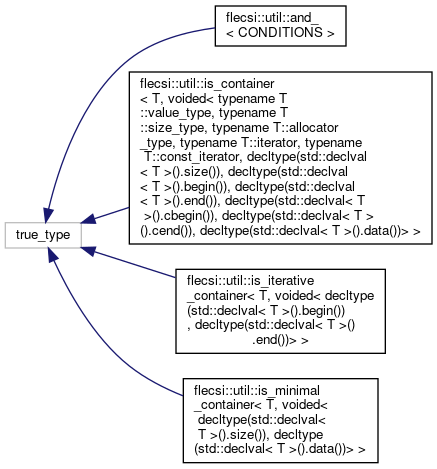 flecsi::util::and_
< CONDITIONS >
flecsi::util::is_container
< T, voided< typename T
::value_type, typename T
::size_type, typename T::allocator
_type, typename T::iterator, typename
T::const_iterator, decltype(std::declval
< T >().size()), decltype(std::declval
< T >().begin()), decltype(std::declval
< T >().end()), decltype(std::declval< T
>().cbegin()), decltype(std::declval< T >
().cend()), decltype(std::declval< T >().data())> >
true_type
flecsi::util::is_iterative
_container< T, voided< decltype
(std::declval< T >().begin())
, decltype(std::declval< T >()
.end())> >
flecsi::util::is_minimal
_container< T, voided<
decltype(std::declval<
T >().size()), decltype
(std::declval< T >().data())> >